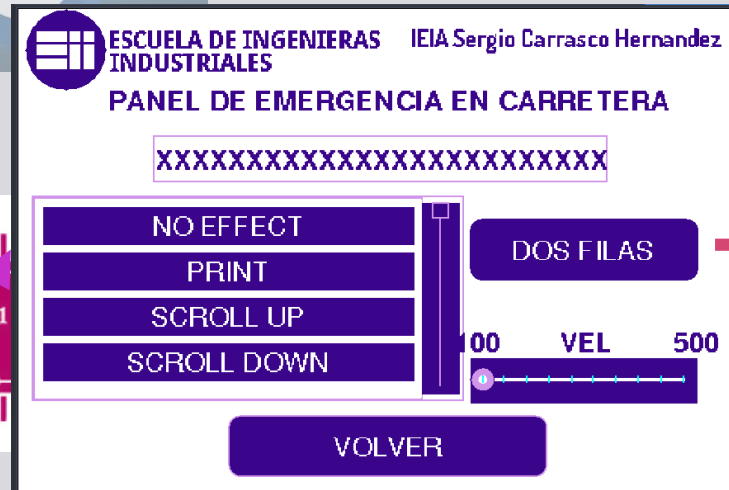 ESCUELA DE INGENIERAS
INDUSTRIALES
IEIA Sergio Carrasco Hernandez
PANEL DE EMERGENCIA EN CARRETERA
XXXXXXXXXXXXXXXXXXXXXXXXX
NO EFFECT
PRINT
SCROLL UP
SCROLL DOWN
DOS FILAS
100 VEL 500
VOLVER